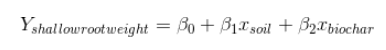 Y_{shallowrootweight} = β_0 + β_1x_{soil} + β_2x_{biochar}